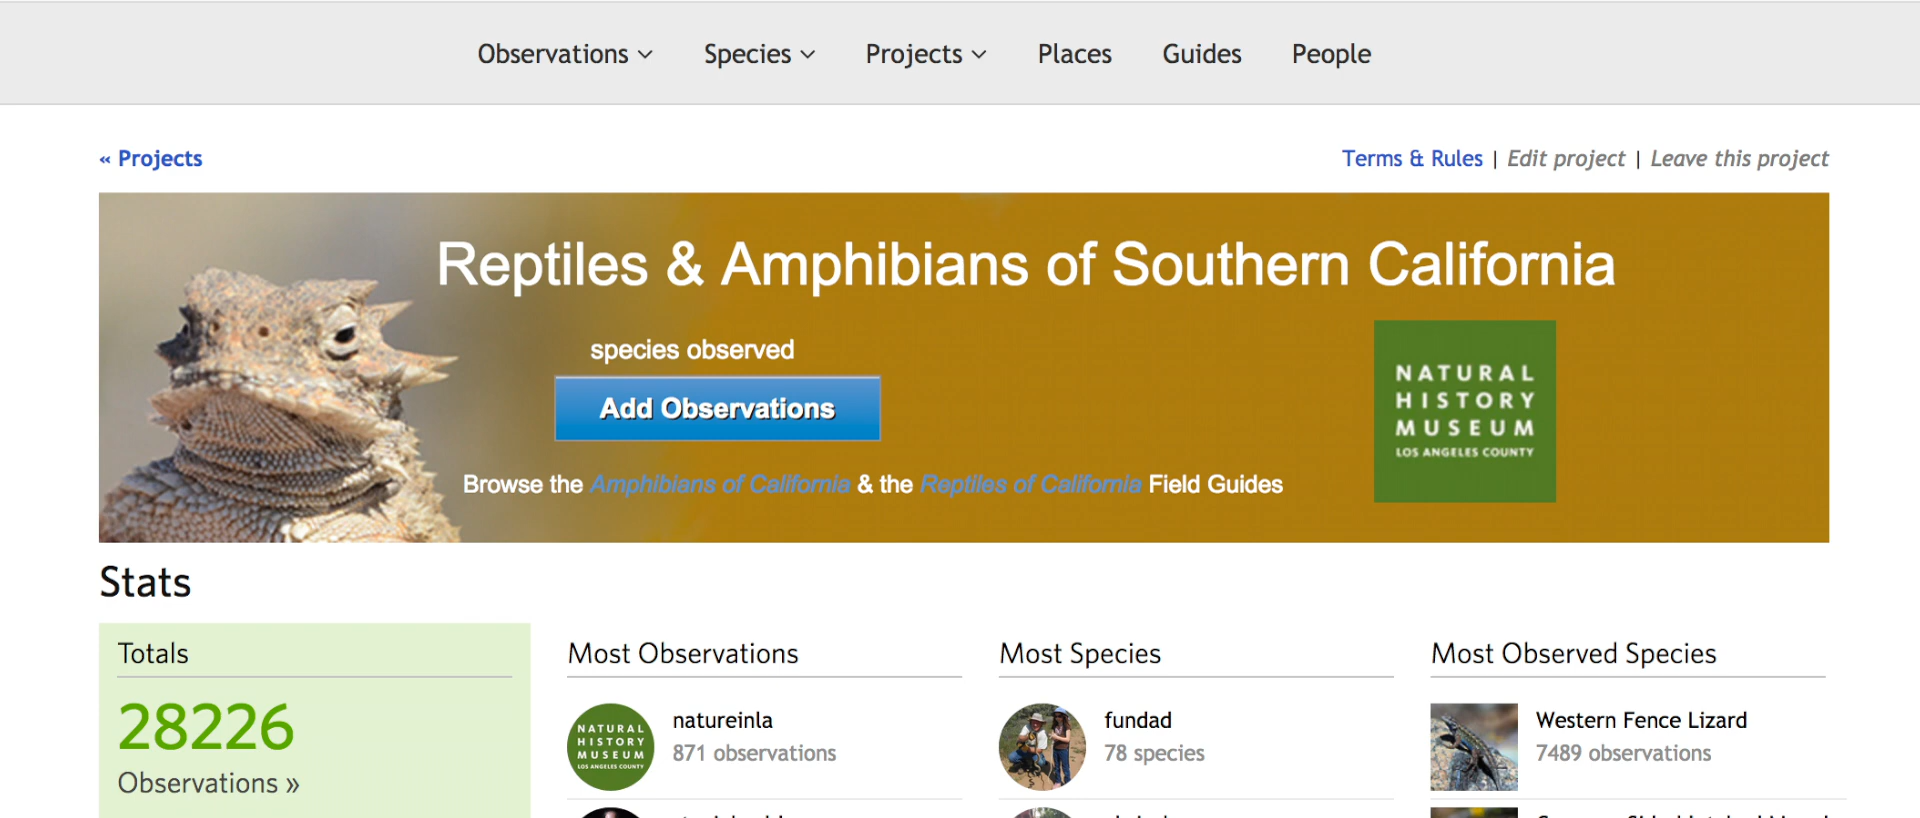 Observations Species Projects Places Guides People
« Projects
Terms & Rules | Edit project | Leave this project
Reptiles & Amphibians of Southern California
species observed
Add Observations
Browse the Amphibians of California & the Reptiles of California Field Guides
NATURAL
HISTORY
MUSEUM
LOS ANGELES COUNTY
Stats
Totals
28226
Observations »
Most Observations
NATURAL
HISTORY
MUSEUM
LOS ANGELES COUNTY
natureinla
871 observations
Most Species
fundad
78 species
Most Observed Species
Western Fence Lizard
7489 observations